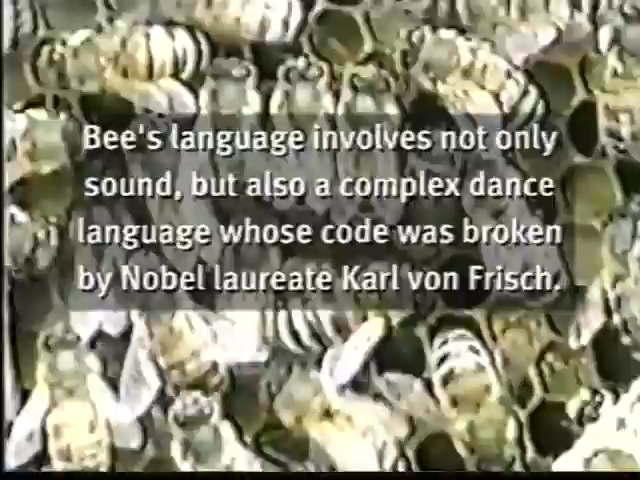 Bee's language involves not only
sound, but also a complex dance
language whose code was broken
by Nobel laureate Karl von Frisch.